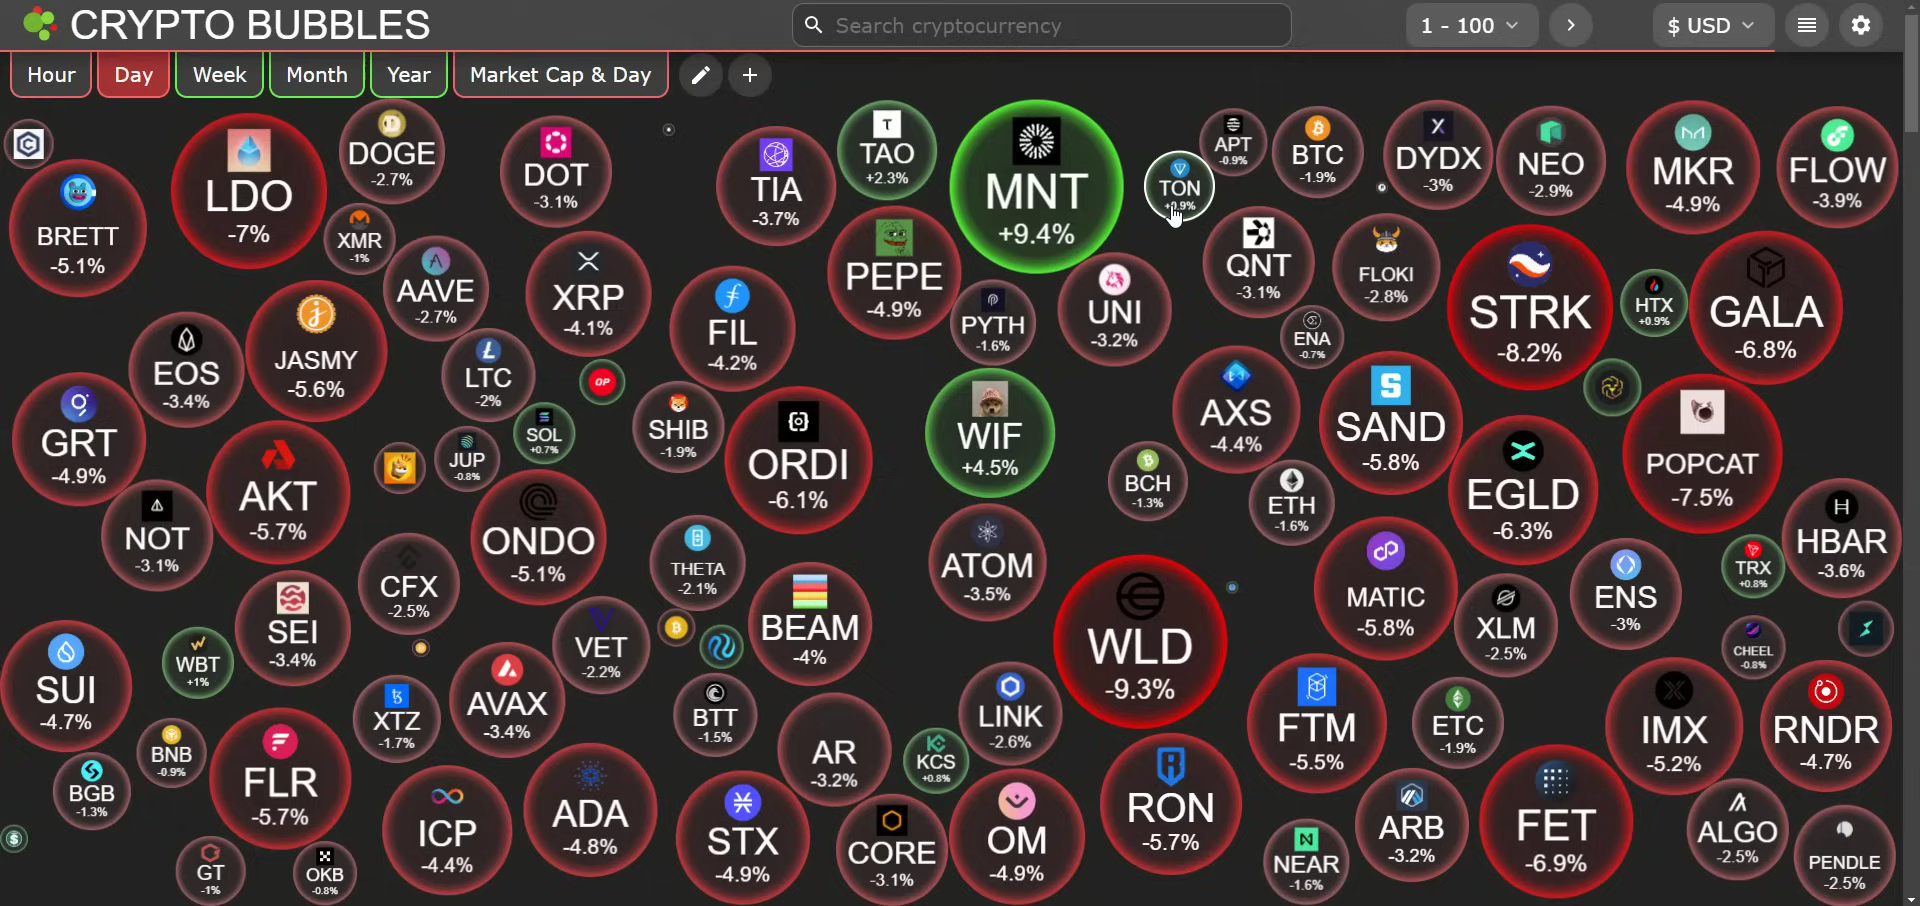 CRYPTO BUBBLES
Search cryptocurrency
1 - 100
$ USD
Hour
Day
Week
Month
Year
Market Cap & Day
BRETT
-5.1%
LDO
-7%
DOGE
-2.7%
XMR
-1%
DOT
-3.1%
TIA
-3.7%
T
TAO
+2.3%
MNT
+9.4%
TON
+0.9%
APT
-0.9%
BTC
-1.9%
X
DYDX
-3%
NEO
-2.9%
MKR
-4.9%
FLOW
-3.9%
AAVE
-2.7%
XRP
-4.1%
PEPE
-4.9%
PYTH
-1.6%
UNI
-3.2%
QNT
-3.1%
FLOKI
-2.8%
ENA
-0.7%
STRK
-8.2%
HTX
+0.9%
GALA
-6.8%
EOS
-3.4%
JASMY
-5.6%
LTC
-2%
OP
FIL
-4.2%
GRT
-4.9%
AKT
-5.7%
JUP
-0.8%
SOL
+0.7%
SHIB
-1.9%
ORDI
-6.1%
WIF
+4.5%
BCH
-1.3%
AXS
-4.4%
ETH
-1.6%
S
SAND
-5.8%
EGLD
-6.3%
POPCAT
-7.5%
NOT
-3.1%
ONDO
-5.1%
CFX
-2.5%
THETA
-2.1%
ATOM
-3.5%
MATIC
-5.8%
ENS
-3%
TRX
+0.8%
H
HBAR
-3.6%
SEI
-3.4%
VET
-2.2%
BEAM
-4%
WLD
-9.3%
XLM
-2.5%
CHEEL
-0.8%
SUI
-4.7%
WBT
+1%
XTZ
-1.7%
AVAX
-3.4%
BTT
-1.5%
AR
-3.2%
KCS
+0.8%
LINK
-2.6%
FTM
-5.5%
ETC
-1.9%
IMX
-5.2%
RNDR
-4.7%
BNB
-0.9%
BGB
-1.3%
FLR
-5.7%
ICP
-4.4%
ADA
-4.8%
STX
-4.9%
CORE
-3.1%
OM
-4.9%
RON
-5.7%
NEAR
-1.6%
ARB
-3.2%
FET
-6.9%
ALGO
-2.5%
PENDLE
-2.5%
GT
-1%
OKB
-0.8%